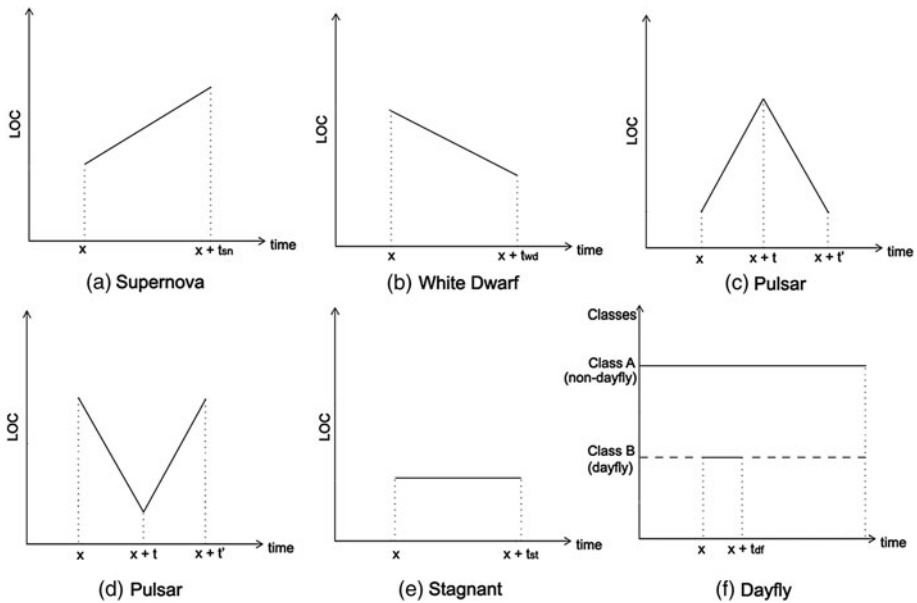 LOC
x
x + tsn
time
(a) Supernova
LOC
x
x + twd
time
(b) White Dwarf
LOC
x
x + t
x + t'
time
(c) Pulsar
LOC
x
x + t
x + t'
time
(d) Pulsar
LOC
x
x + tst
time
(e) Stagnant
Classes
Class A
(non-dayfly)
Class B
(dayfly)
x
x + tdf
time
(f) Dayfly